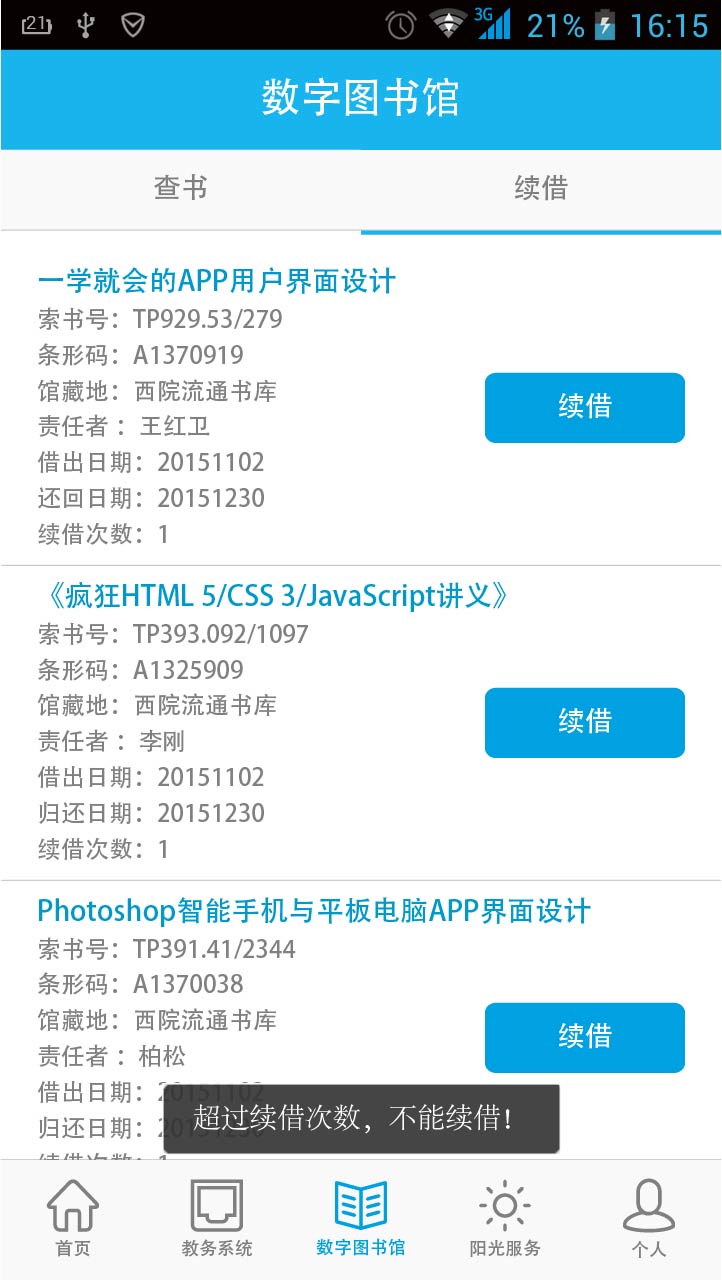 21 3G 21% 16:15
数字图书馆
查书 续借
一学就会的APP用户界面设计
索书号：TP929.53/279
条形码：A1370919
馆藏地：西院流通书库
续借
责任者 ：王红卫
借出日期：20151102
还回日期：20151230
续借次数：1
《疯狂HTML 5/CSS 3/JavaScript讲义》
索书号：TP393.092/1097
条形码：A1325909
馆藏地：西院流通书库
续借
责任者 ：李刚
借出日期：20151102
归还日期：20151230
续借次数：1
Photoshop智能手机与平板电脑APP界面设计
索书号：TP391.41/2344
条形码：A1370038
馆藏地：西院流通书库
续借
责任者 ：柏松
借出日期：20151102
超过续借次数，不能续借！
归还日期：20151230
首页 教务系统 数字图书馆 阳光服务 个人